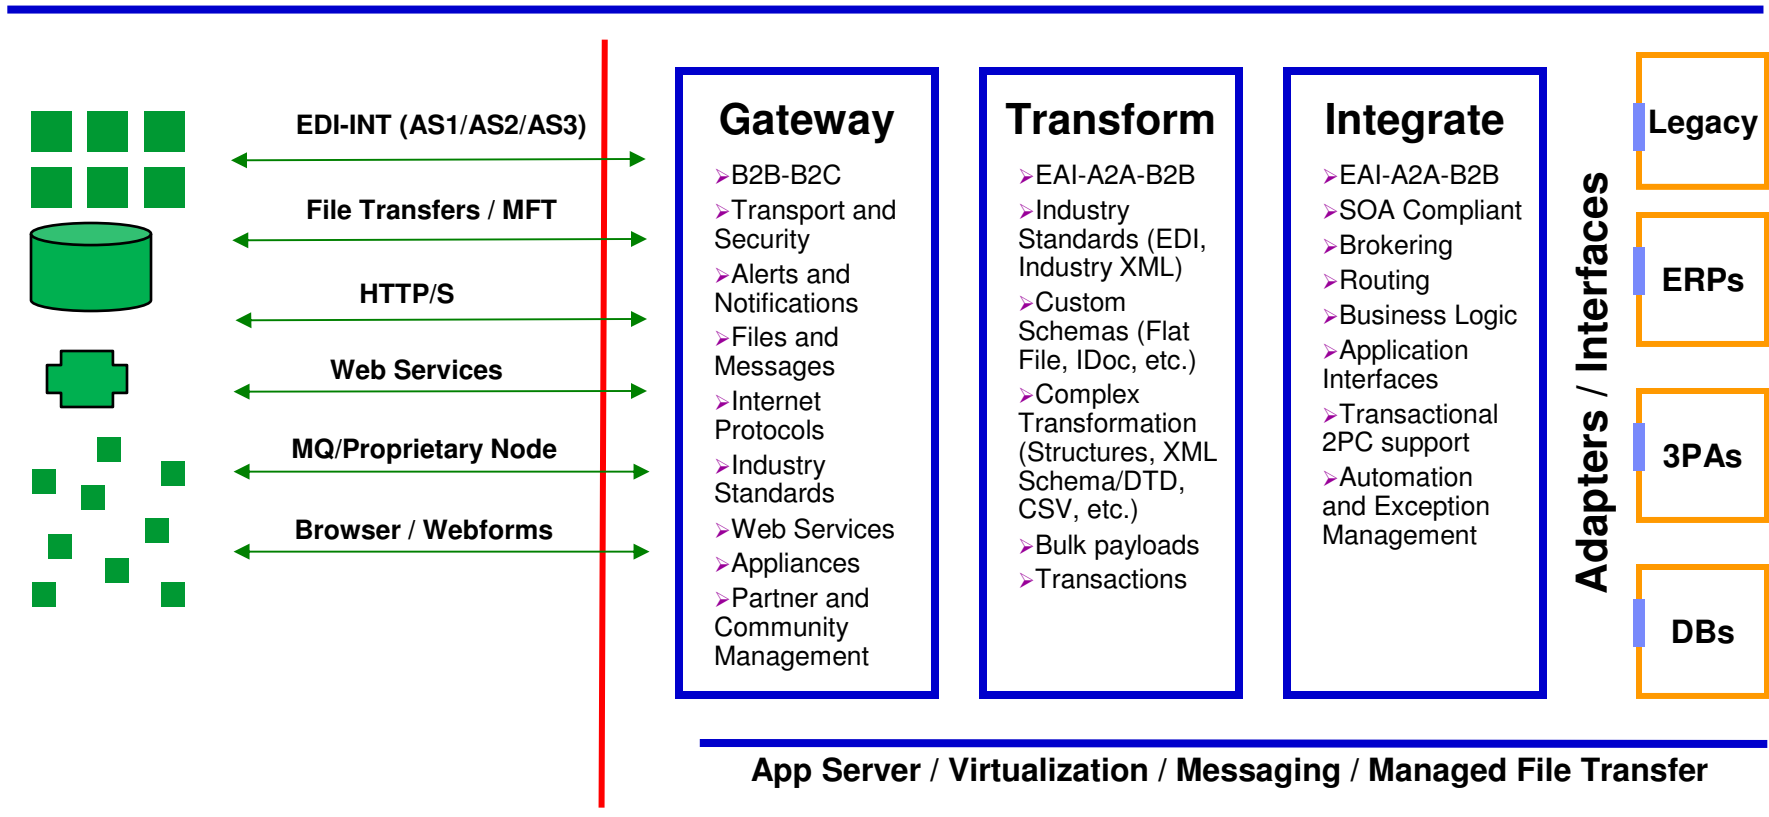 EDI-INT (AS1/AS2/AS3)
File Transfers / MFT
HTTP/S
Web Services
MQ/Proprietary Node
Browser / Webforms
Gateway
➢B2B-B2C
➢Transport and
Security
➢Alerts and
Notifications
➢Files and
Messages
➢Internet
Protocols
➢Industry
Standards
➢Web Services
➢Appliances
➢Partner and
Community
Management
Transform
➢EAI-A2A-B2B
➢Industry
Standards (EDI,
Industry XML)
➢Custom
Schemas (Flat
File, IDoc, etc.)
➢Complex
Transformation
(Structures, XML
Schema/DTD,
CSV, etc.)
➢Bulk payloads
➢Transactions
Integrate
➢EAI-A2A-B2B
➢SOA Compliant
➢Brokering
➢Routing
➢Business Logic
➢Application
Interfaces
➢Transactional
2PC support
➢Automation
and Exception
Management
Adapters / Interfaces
Legacy
ERPs
3PAs
DBs
App Server / Virtualization / Messaging / Managed File Transfer